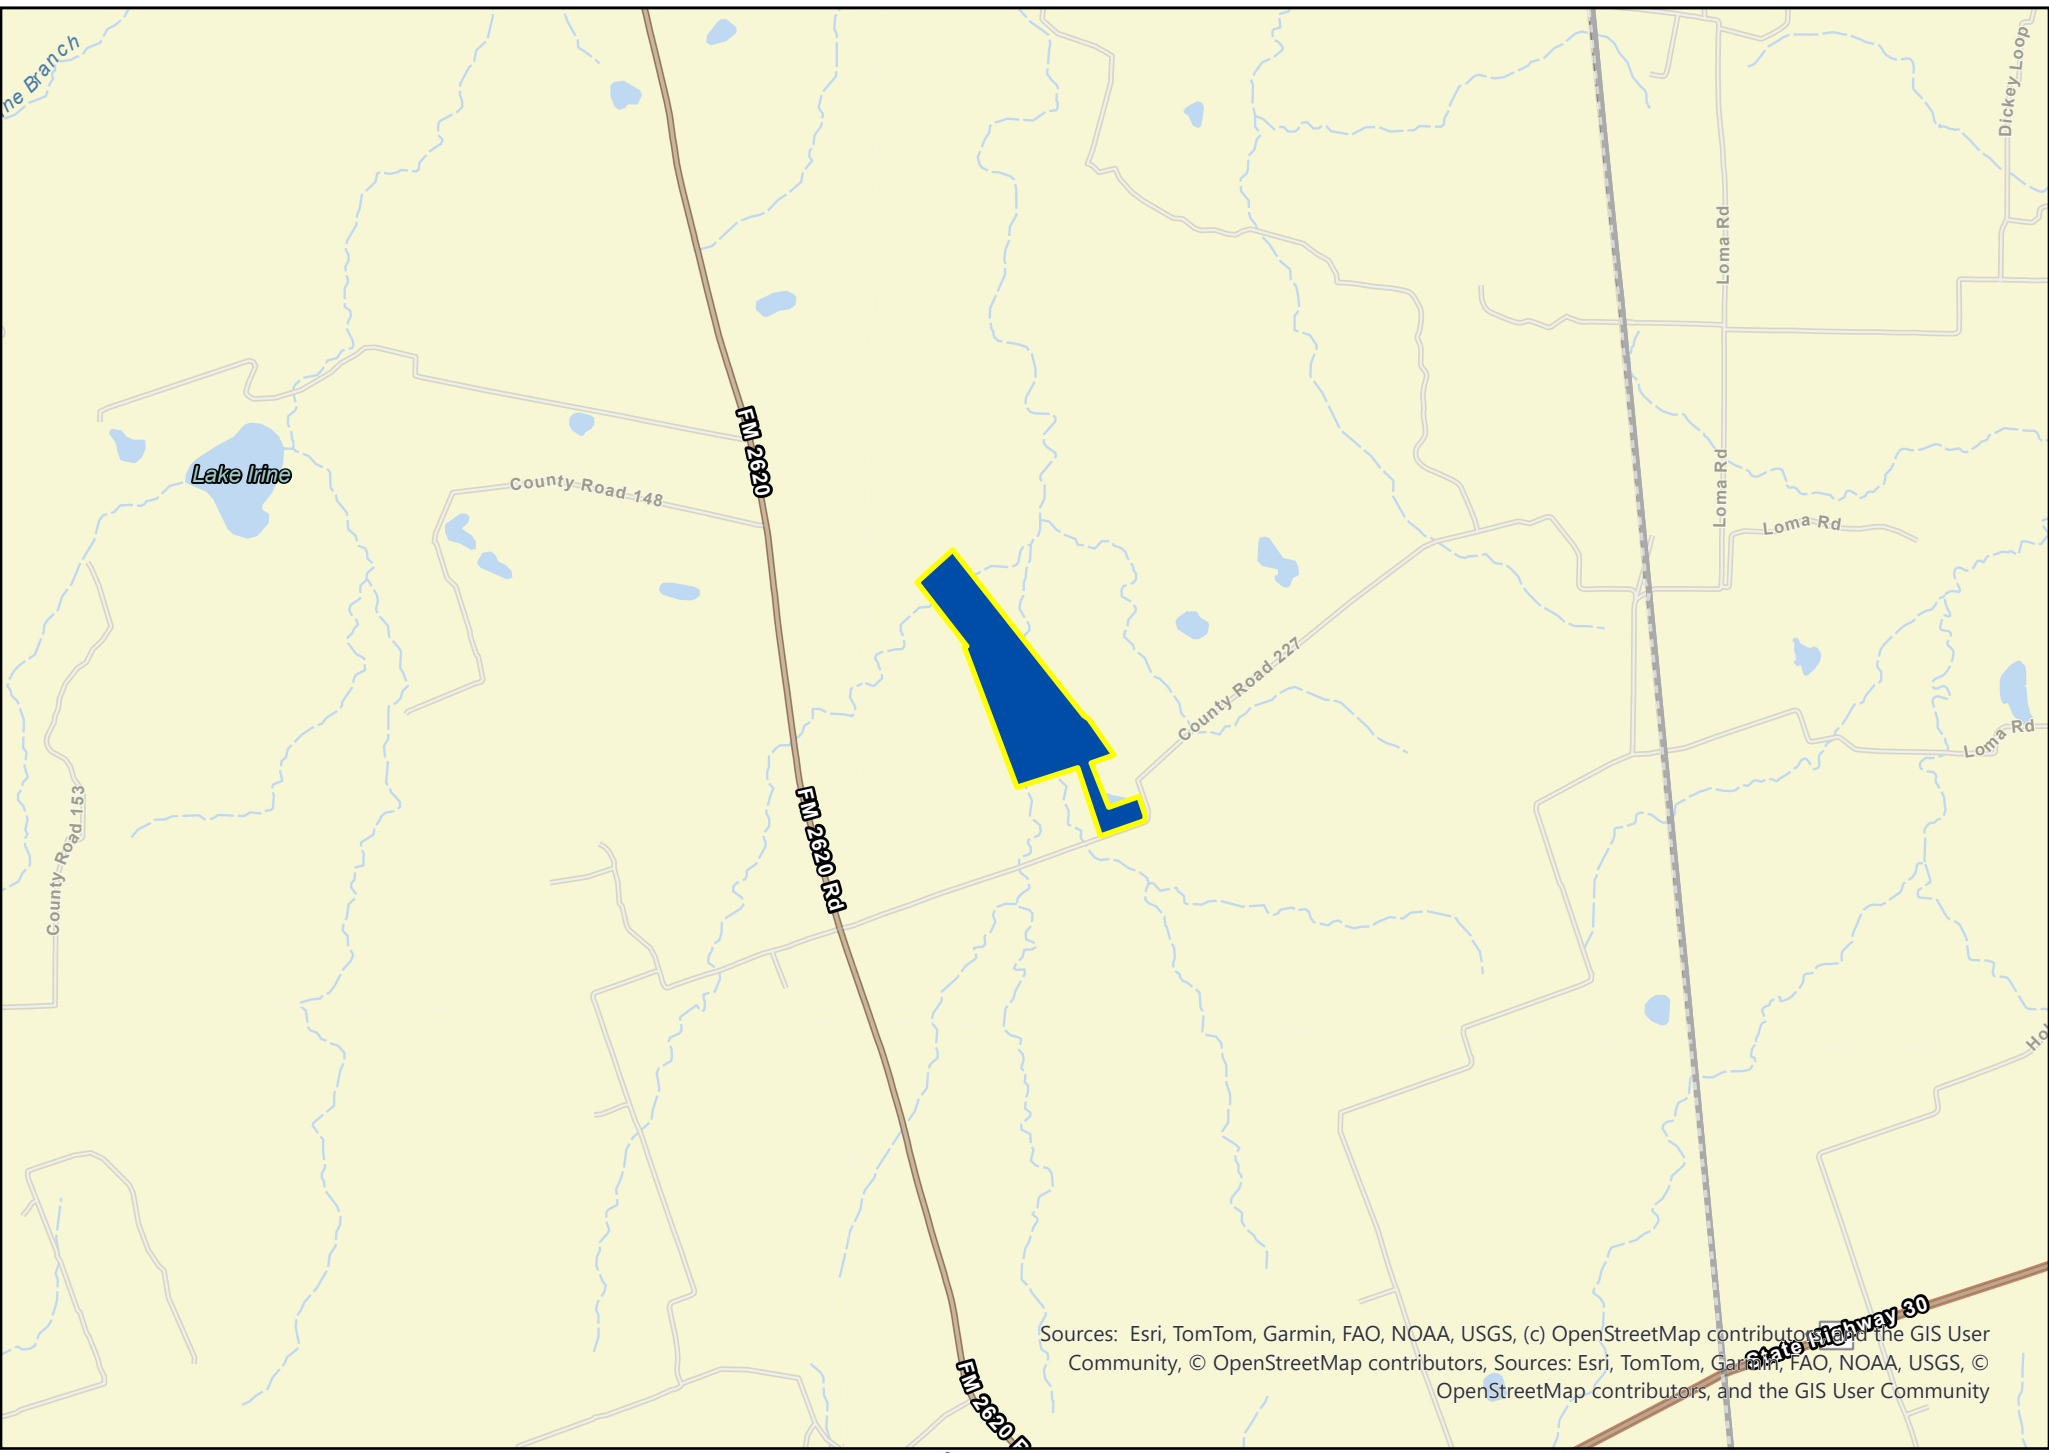 ne Branch
Dickey Loop
Loma Rd
FM 2620
Lake Irine
County Road 148
Loma Rd
Loma Rd
County Road 227
Loma Rd
County Road 153
FM 2620 Rd
Ho
State Highway 30
FM 2620
Sources: Esri, TomTom, Garmin, FAO, NOAA, USGS, (c) OpenStreetMap contributors, and the GIS User
Community, © OpenStreetMap contributors, Sources: Esri, TomTom, Garmin, FAO, NOAA, USGS, ©
OpenStreetMap contributors, and the GIS User Community